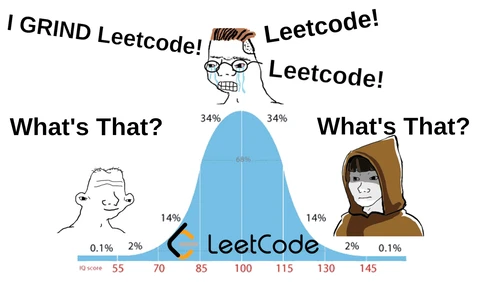 I GRIND Leetcode!
Leetcode!
Leetcode!
What's That?
What's That?
34%
34%
68%
14%
14%
0.1%
2%
LeetCode
2%
0.1%
IQ score
55
70
85
100
115
130
145